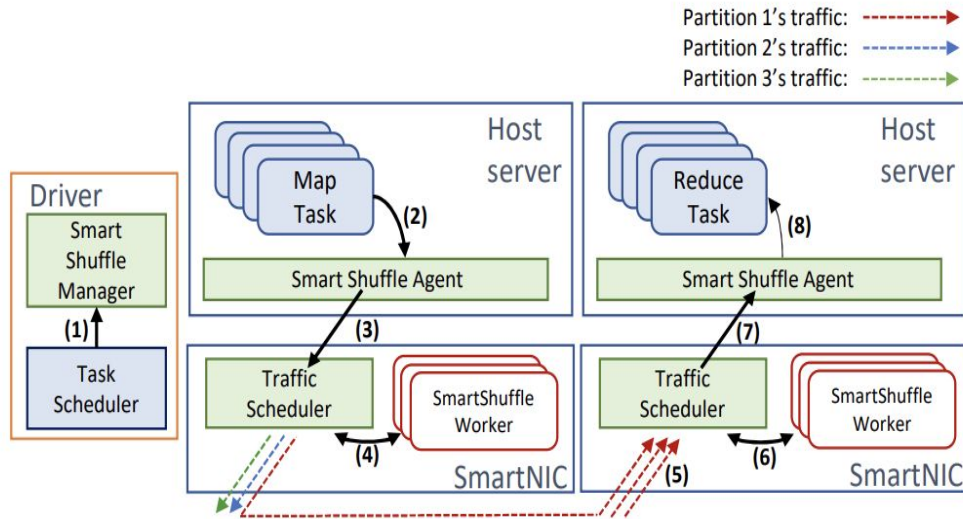 Partition 1's traffic:
Partition 2's traffic:
Partition 3's traffic:
Driver
Smart
Shuffle
Manager
(1)
Task
Scheduler
Host
server
Map
Task
(2)
Smart Shuffle Agent
(3)
Traffic
Scheduler
SmartShuffle
Worker
(4)
SmartNIC
Host
server
Reduce
Task
(8)
Smart Shuffle Agent
(7)
Traffic
Scheduler
SmartShuffle
Worker
(5)
(6)
SmartNIC